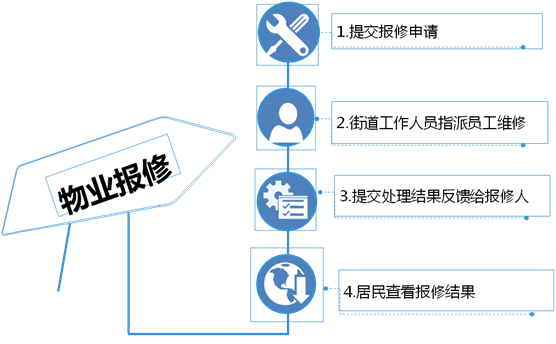 物业报修
1.提交报修申请
2.街道工作人员指派员工维修
3.提交处理结果反馈给报修人
4.居民查看报修结果